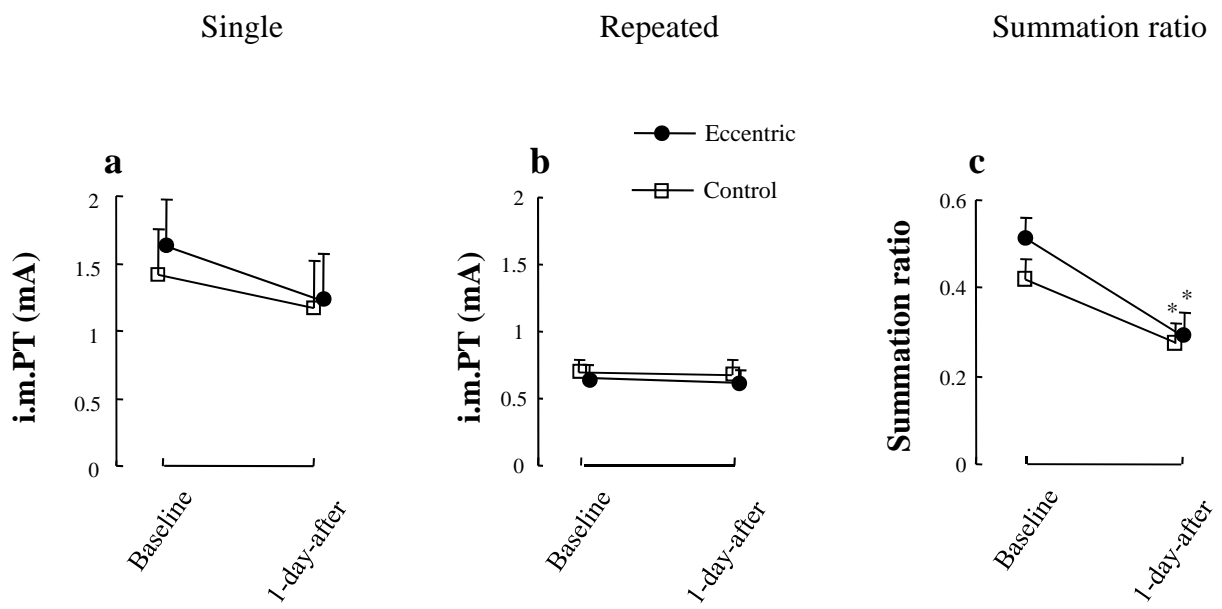 Single
Repeated
Summation ratio
Eccentric
Control
a
2
1.5
1
0.5
0
i.m.PT (mA)
Baseline
1-day-after
b
2
1.5
1
0.5
0
i.m.PT (mA)
Baseline
1-day-after
c
0.6
0.4
0.2
0
Summation ratio
* *
Baseline
1-day-after